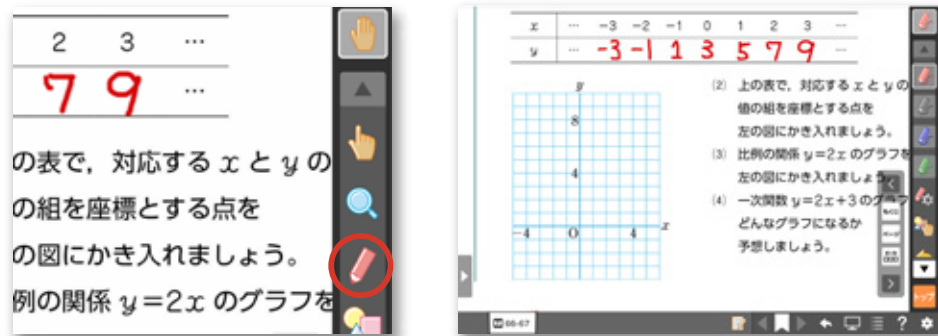 2 3 …
7 9 …
の表で，対応する x と y の
の組を座標とする点を
の図にかき入れましょう。
例の関係 y＝2x のグラフを
x … −3 −2 −1 0 1 2 3 …
y … -3 -1 1 3 5 7 9 …
(2) 上の表で，対応する x と y の
値の組を座標とする点を
左の図にかき入れましょう。
(3) 比例の関係 y＝2x のグラフを
左の図にかき入れましょう。
(4) 一次関数 y＝2x＋3 のグラフ
どんなグラフになるか
予想しましょう。
y
8
4
−4 O 4 x
トップ
66-67
?